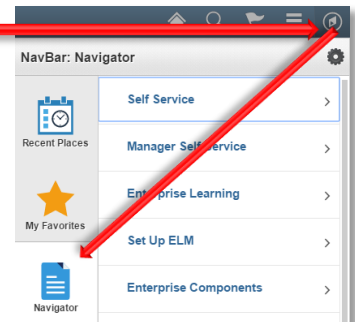 NavBar: Navigator
Recent Places
My Favorites
Navigator
Self Service
Manager Self Service
Enterprise Learning
Set Up ELM
Enterprise Components